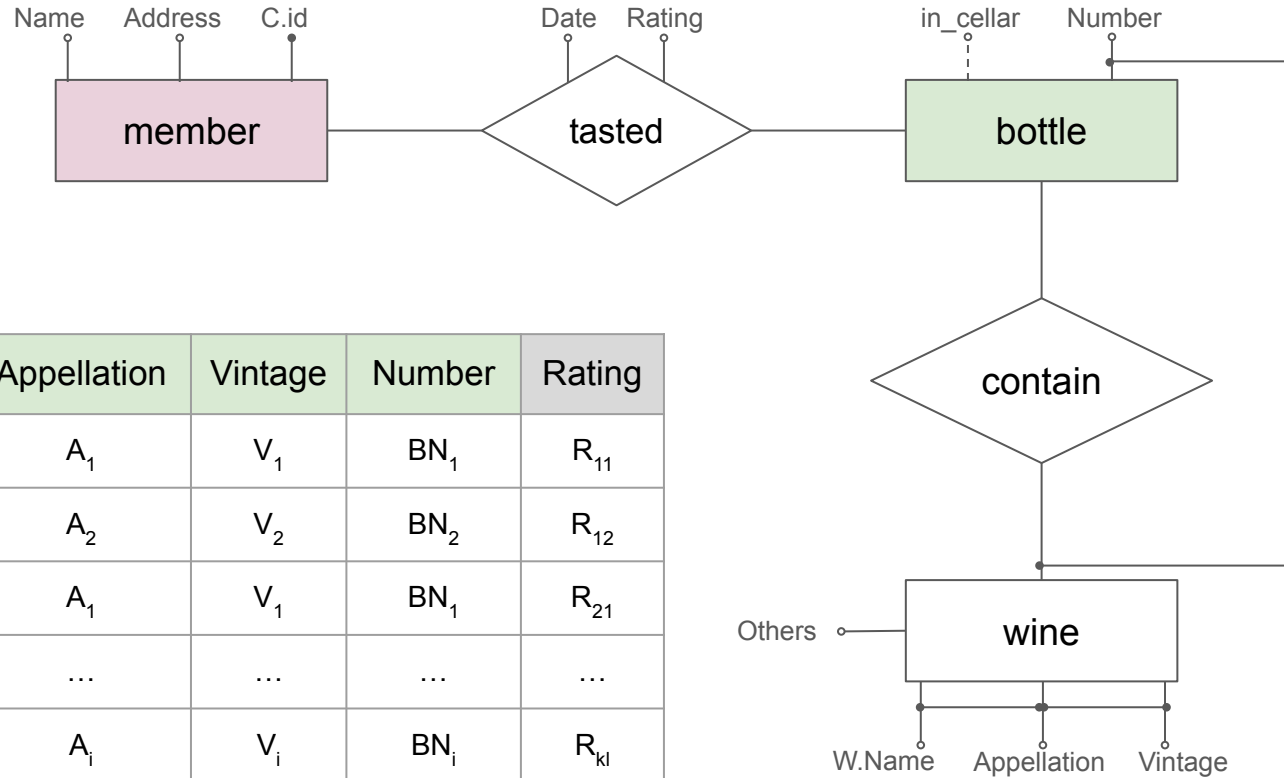 Name Address C.id Date Rating in_cellar Number
member tasted bottle
contain
Appellation Vintage Number Rating
A1 V1 BN1 R11
A2 V2 BN2 R12
A1 V1 BN1 R21
... ... ... ...
Ai Vi BNi Rkl
Others wine
W.Name Appellation Vintage